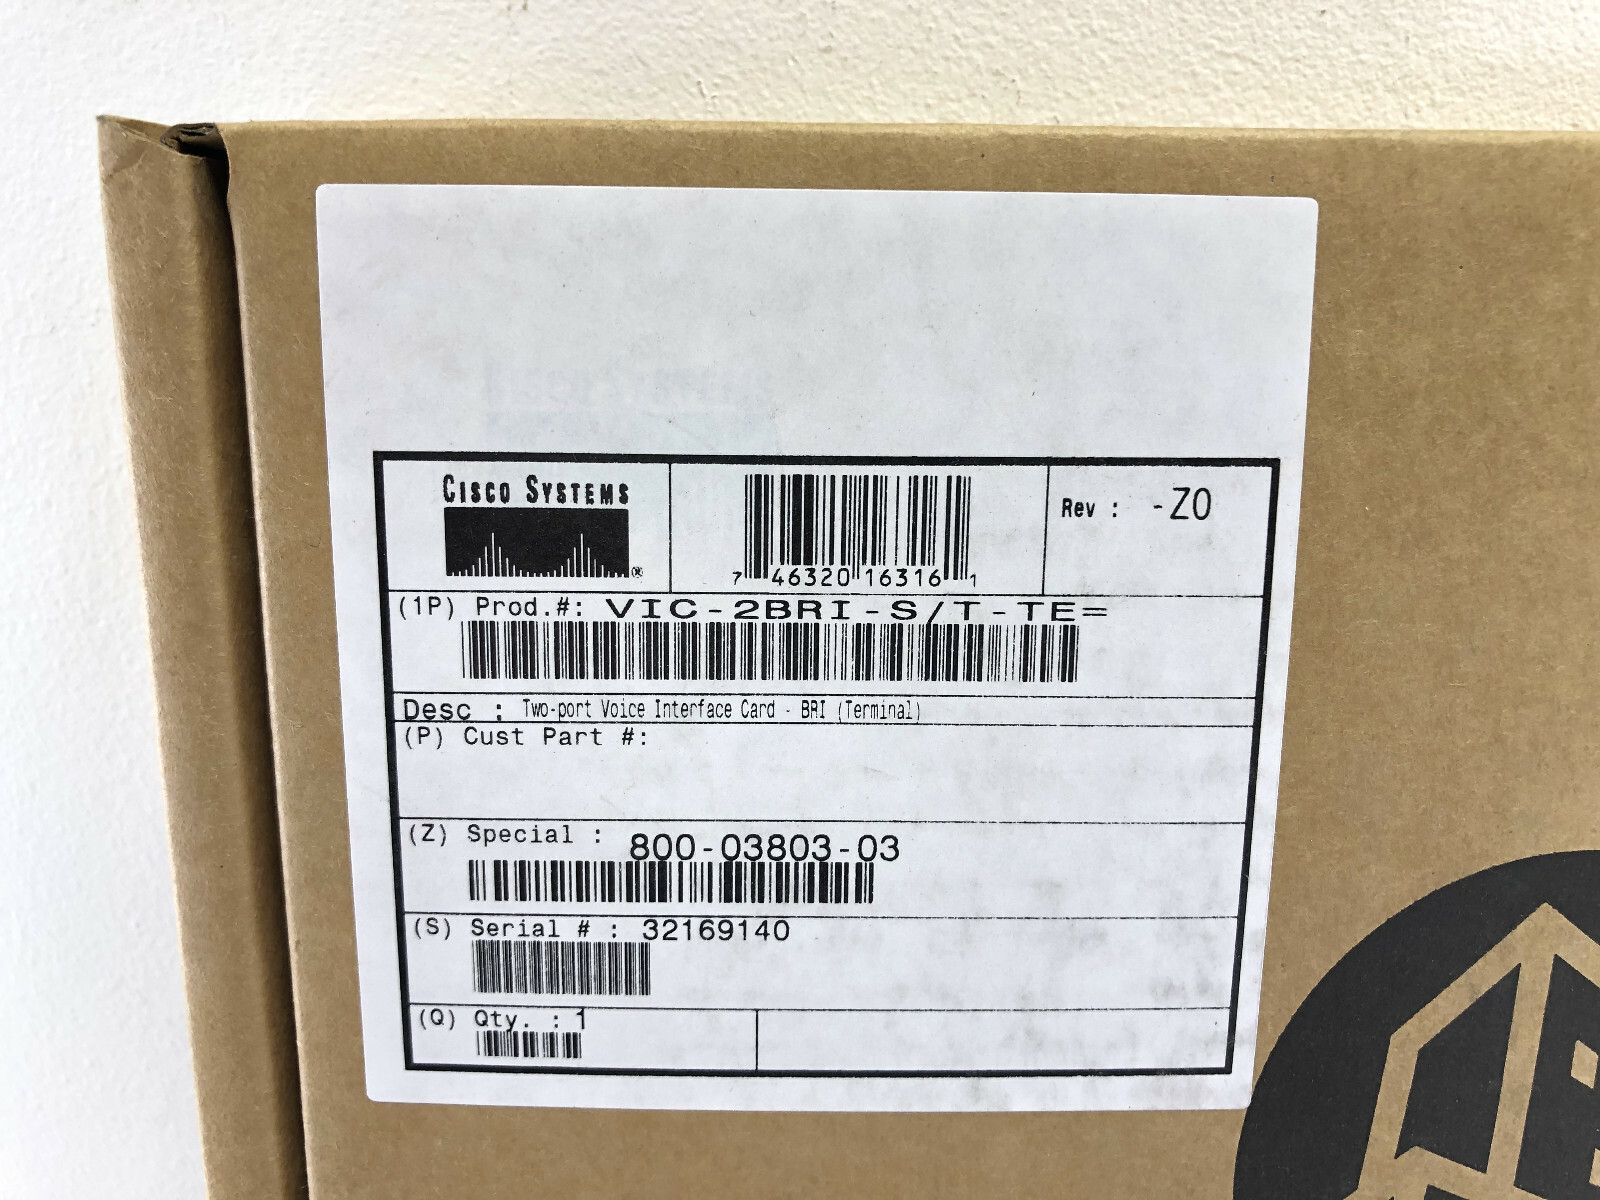 CISCO SYSTEMS
®
7 46320 16316 1
Rev : -Z0
(1P) Prod.#: VIC-2BRI-S/T-TE=
Desc : Two-port Voice Interface Card - BRI (Terminal)
(P) Cust Part #:
(Z) Special : 800-03803-03
(S) Serial # : 32169140
(Q) Qty. : 1